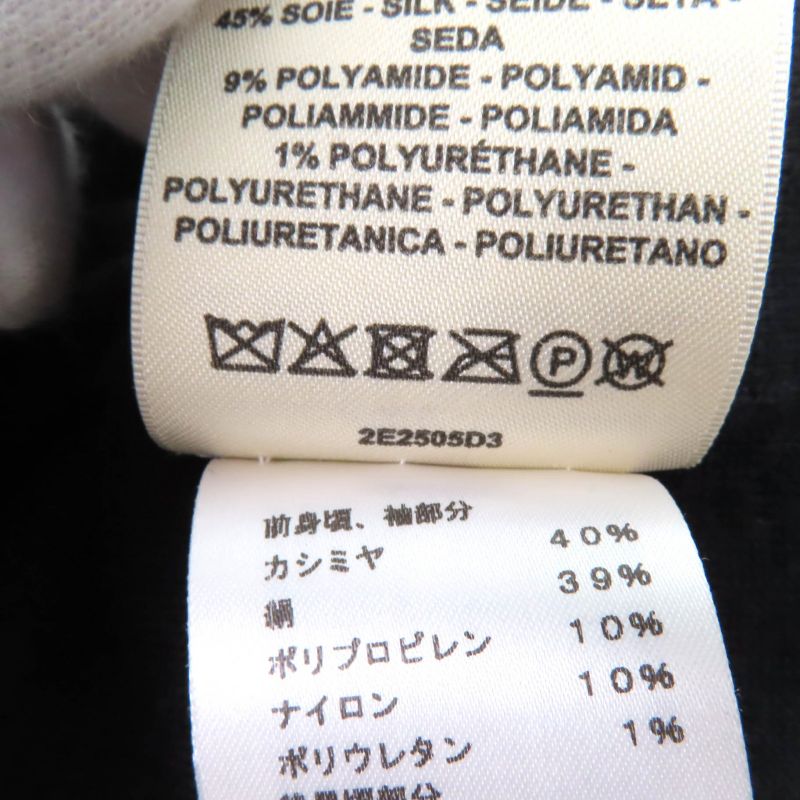 45% SOIE - SILK - SEIDE - SETA -
SEDA
9% POLYAMIDE - POLYAMID -
POLIAMMIDE - POLIAMIDA
1% POLYURÉTHANE -
POLYURETHANE - POLYURETHAN -
POLIURETANICA - POLIURETANO
P
W
2E2505D3
前身頃、袖部分
カシミヤ 40%
絹 39%
ポリプロピレン 10%
ナイロン 10%
ポリウレタン 1%